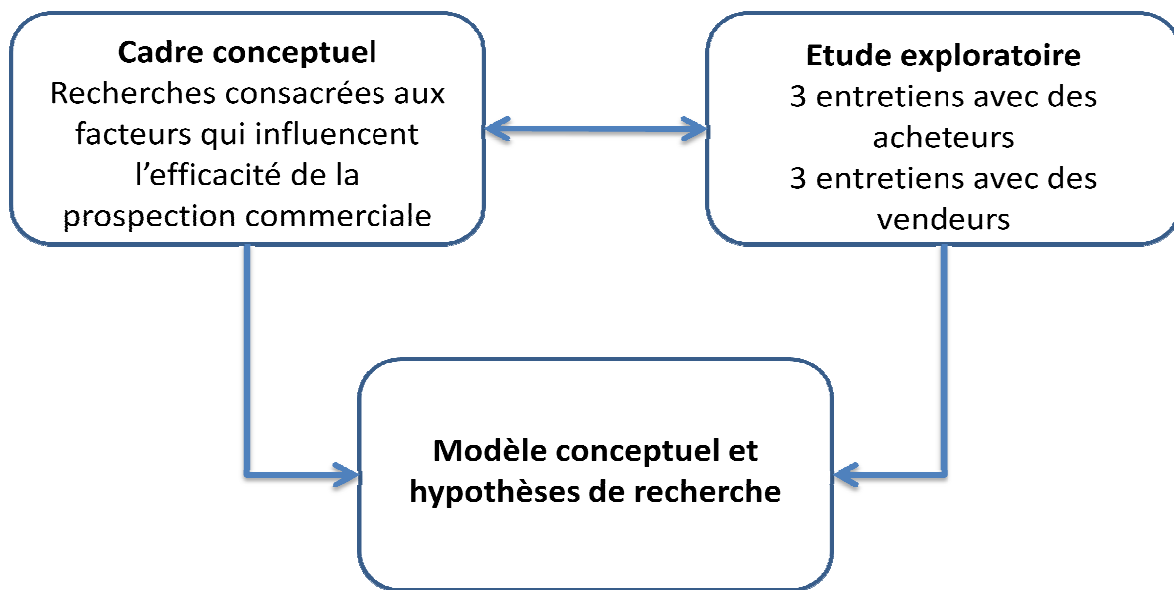 Cadre conceptuel
Recherches consacrées aux
facteurs qui influencent
l’efficacité de la
prospection commerciale
Etude exploratoire
3 entretiens avec des
acheteurs
3 entretiens avec des
vendeurs
Modèle conceptuel et
hypothèses de recherche